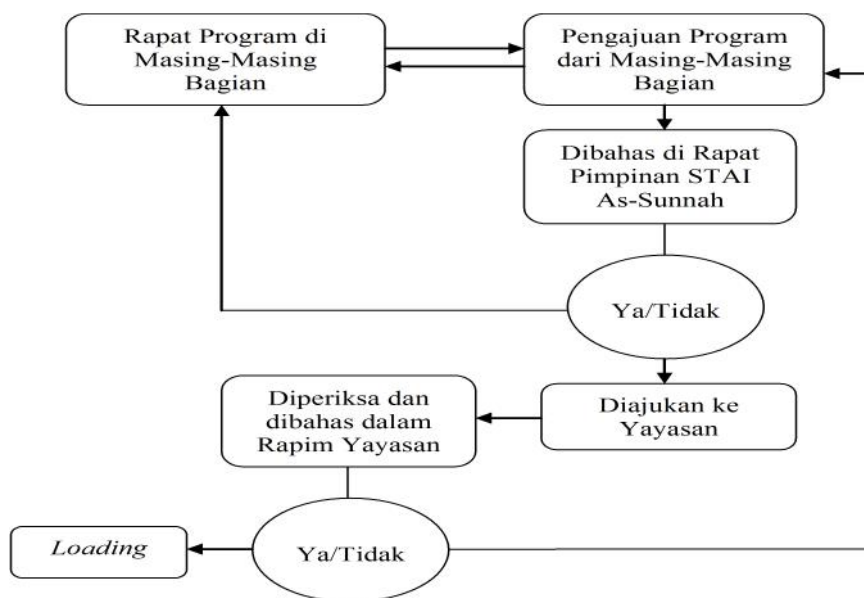 Rapat Program di
Masing-Masing
Bagian
Pengajuan Program
dari Masing-Masing
Bagian
Dibahas di Rapat
Pimpinan STAI
As-Sunnah
Ya/Tidak
Diajukan ke
Yayasan
Diperiksa dan
dibahas dalam
Rapim Yayasan
Ya/Tidak
Loading